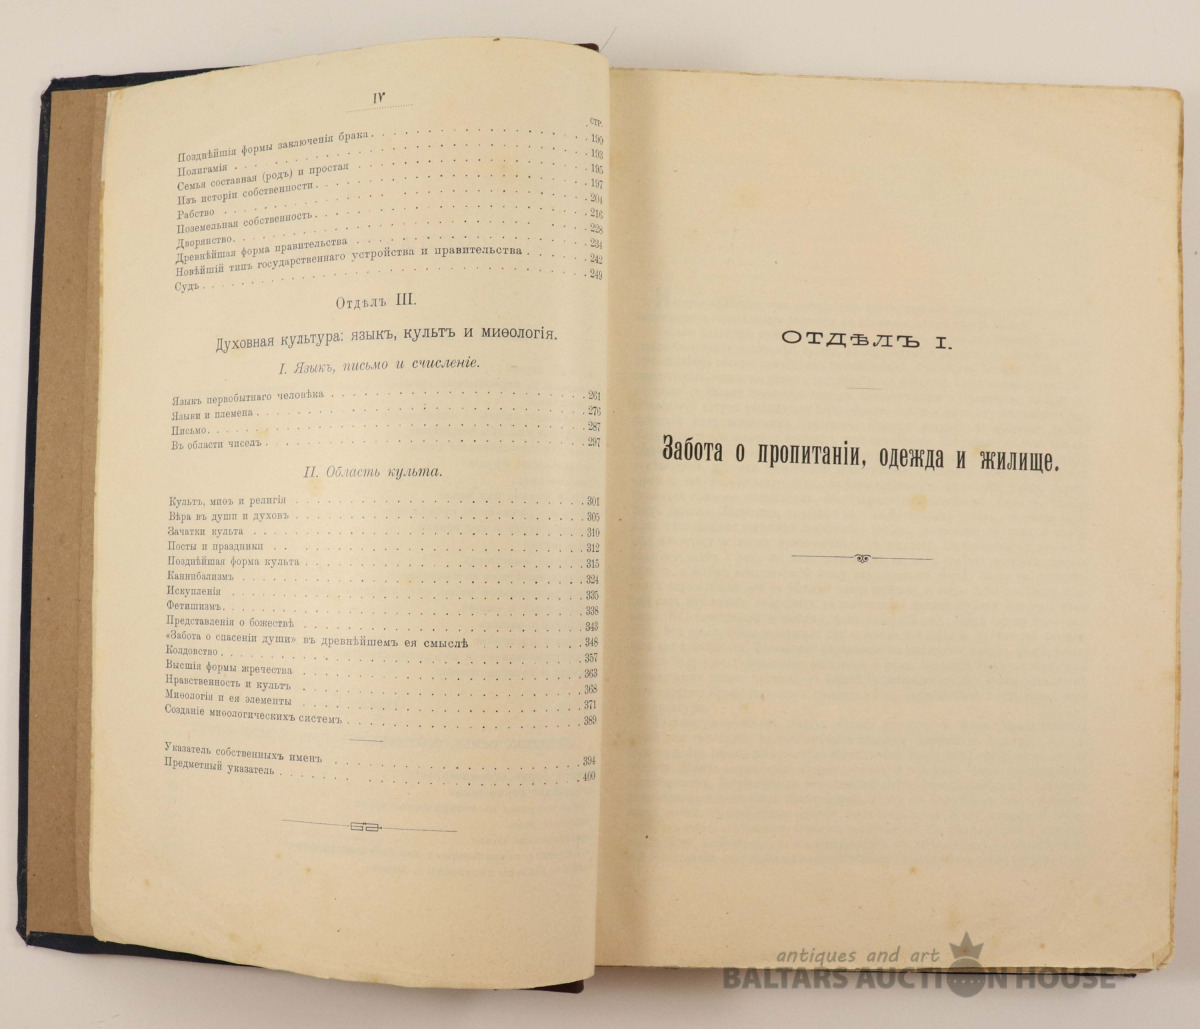 IV
стр.
Позднѣйшія формы заключенія брака 190
Полигамія 193
Семья составная (родъ) и простая 195
Изъ исторіи собственности 197
Рабство 204
Поземельная собственность 216
Дворянство 228
Древнѣйшая форма правительства 234
Новѣйшій типъ государственнаго устройства и правительства 242
Судъ 249
Отдѣлъ III.
Духовная культура: языкъ, культъ и миѳологія.
I. Языкъ, письмо и счисленіе.
Языкъ первобытнаго человѣка 261
Языки и племена 276
Письмо 287
Въ области чиселъ 297
II. Область культа.
Культъ, миѳъ и религія 301
Вѣра въ души и духовъ 305
Зачатки культа 310
Посты и праздники 312
Позднѣйшая форма культа 315
Каннибализмъ 324
Искупленія 335
Фетишизмъ 338
Представленія о божествѣ 343
«Забота о спасеніи души» въ древнѣйшемъ ея смыслѣ 348
Колдовство 357
Высшія формы жречества 363
Нравственность и культъ 368
Миѳологія и ея элементы 371
Созданіе миѳологическихъ системъ 389
Указатель собственныхъ именъ 394
Предметный указатель 400
ОТДѢЛЪ I.
Забота о пропитаніи, одежда и жилище.
antiques and art
BALTARS AUCTION HOUSE